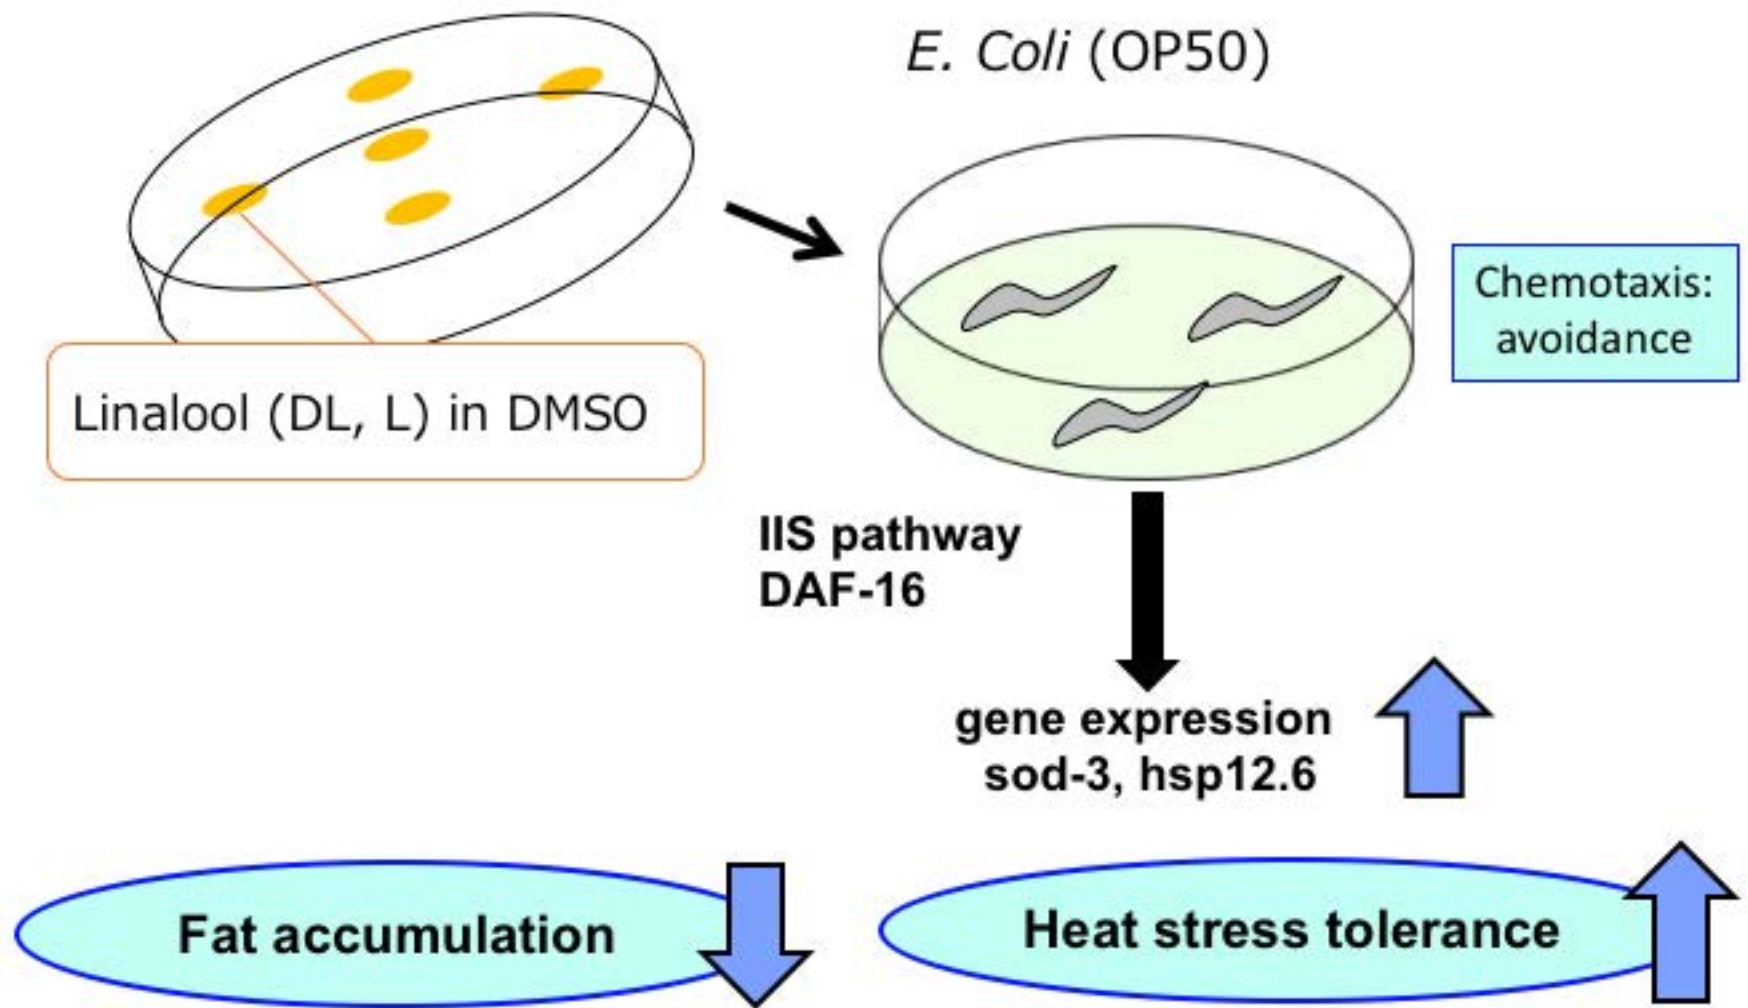 E. Coli (OP50)
Chemotaxis:
avoidance
Linalool (DL, L) in DMSO
IIS pathway
DAF-16
gene expression
sod-3, hsp12.6
Fat accumulation
Heat stress tolerance